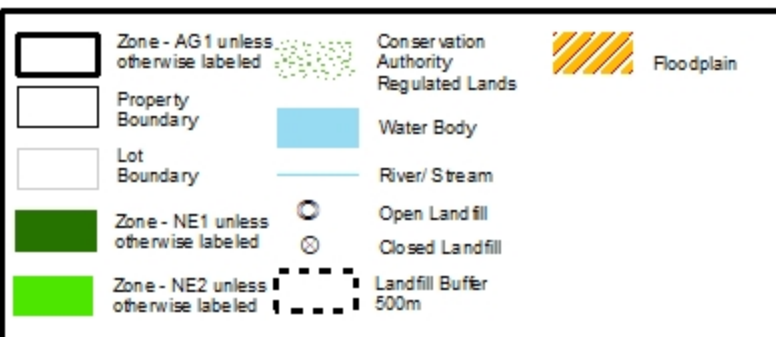 Zone - AG1 unless
otherwise labeled
Property
Boundary
Lot
Boundary
Zone - NE1 unless
otherwise labeled
Zone - NE2 unless
otherwise labeled
Conservation
Authority
Regulated Lands
Water Body
River/ Stream
Open Landfill
Closed Landfill
Landfill Buffer
500m
Floodplain